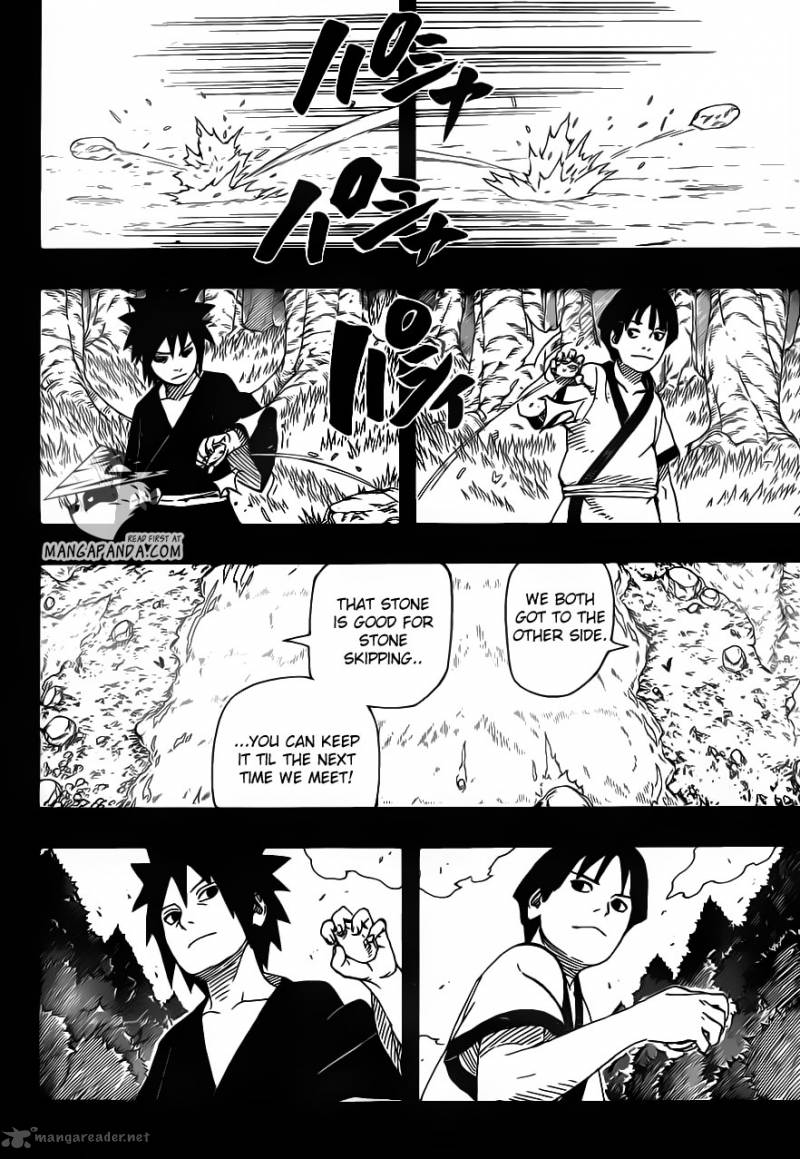 パシャ
パシャ
パシィ
READ FIRST AT
MANGAPANDA.COM
WE BOTH
GOT TO THE
OTHER SIDE.
THAT STONE
IS GOOD FOR
STONE
SKIPPING..
...YOU CAN KEEP
IT TIL THE NEXT
TIME WE MEET!
mangareader.net